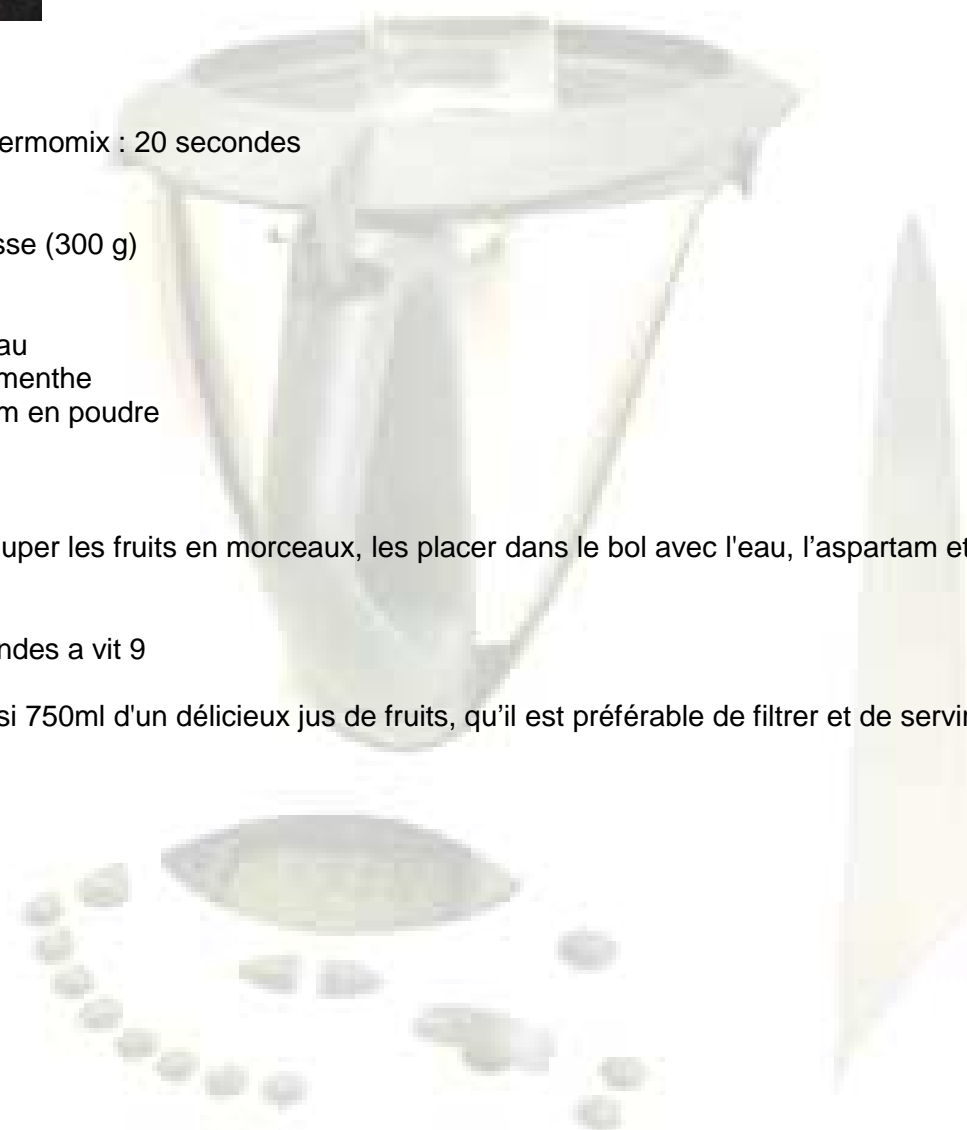 ermomix : 20 secondes
sse (300 g)
au
menthe
m en poudre
uper les fruits en morceaux, les placer dans le bol avec l'eau, l’aspartam et
ndes a vit 9
si 750ml d'un délicieux jus de fruits, qu’il est préférable de filtrer et de servir